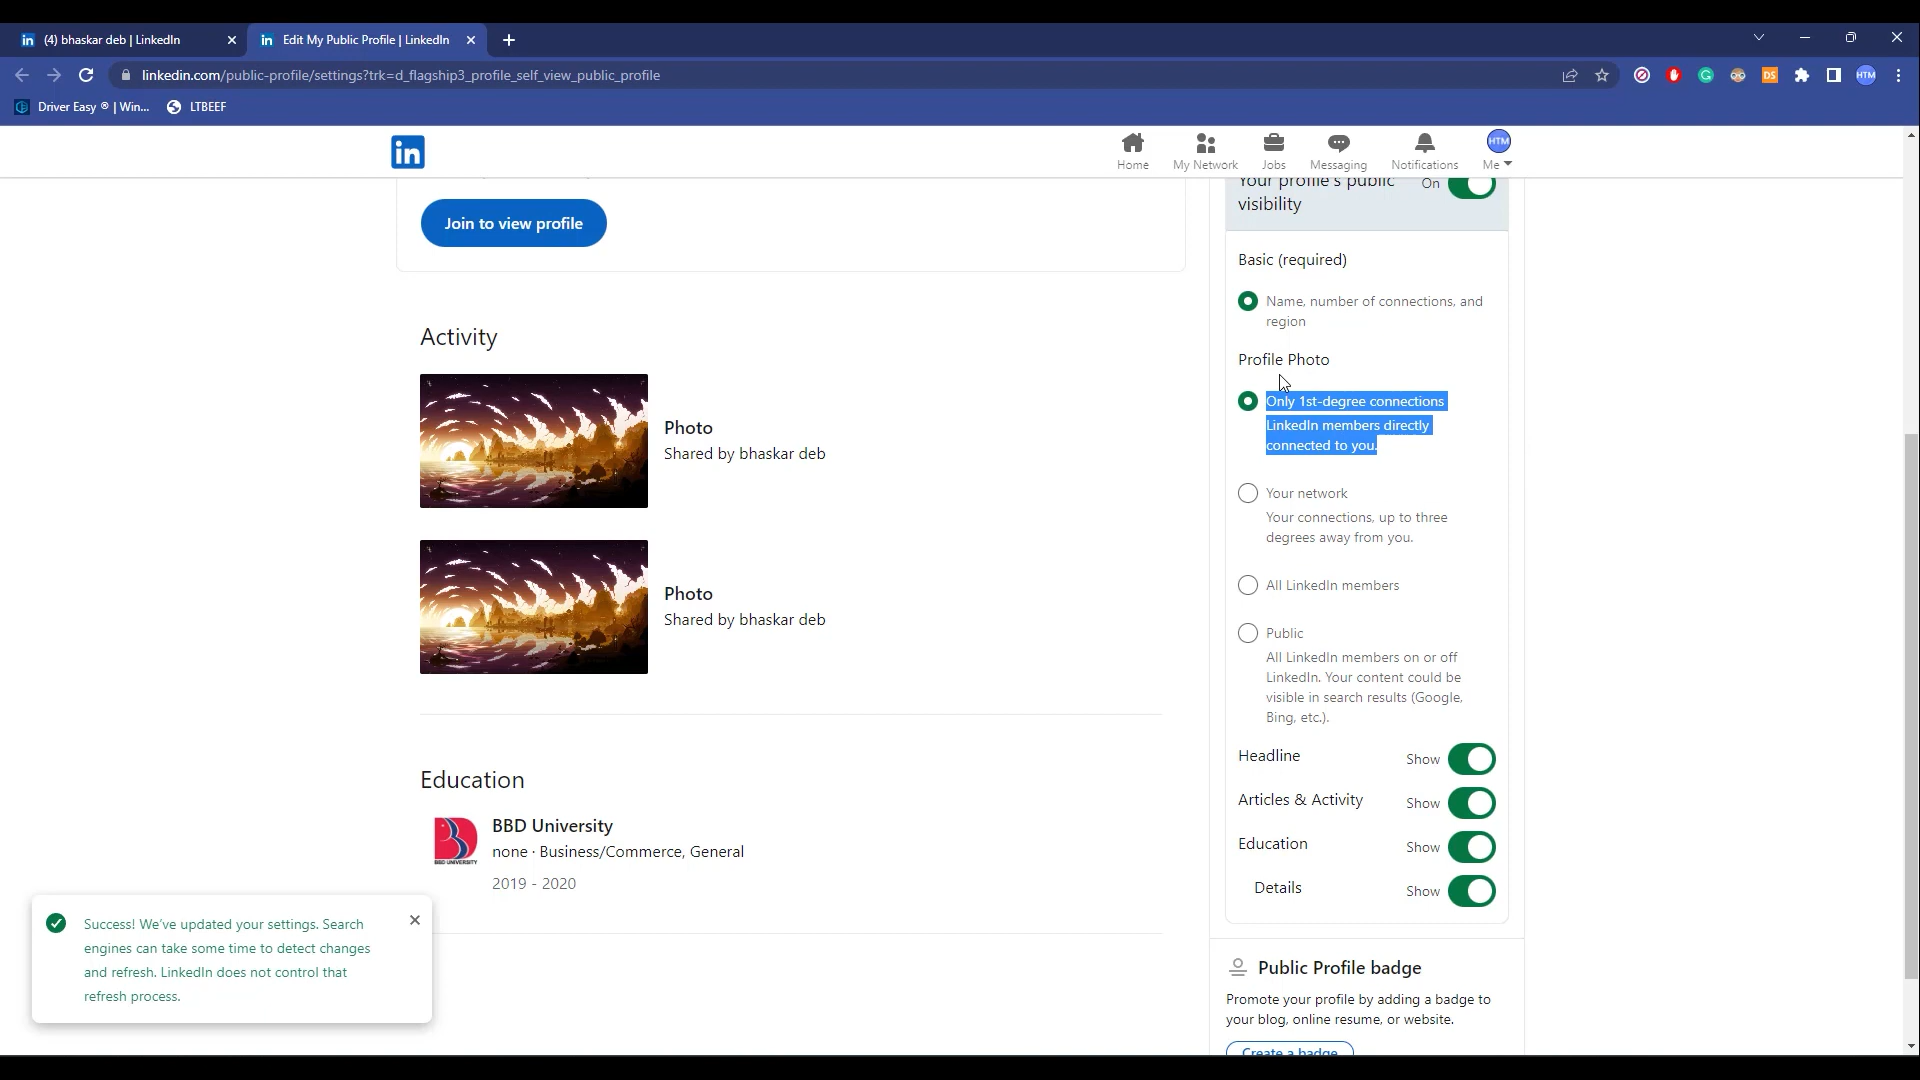 (4) bhaskar deb | LinkedIn
Edit My Public Profile | LinkedIn
linkedin.com/public-profile/settings?trk=d_flagship3_profile_self_view_public_profile
DS
HTM
Driver Easy ® | Win...
LTBEEF
in
Home
My Network
Jobs
Messaging
Notifications
HTM
Me
Join to view profile
Activity
Photo
Shared by bhaskar deb
Photo
Shared by bhaskar deb
Education
BBD UNIVERSITY
BBD University
none · Business/Commerce, General
2019 - 2020
Success! We've updated your settings. Search
engines can take some time to detect changes
and refresh. LinkedIn does not control that
refresh process.
Your profile's public
visibility
On
Basic (required)
Name, number of connections, and
region
Profile Photo
Only 1st-degree connections
LinkedIn members directly
connected to you.
Your network
Your connections, up to three
degrees away from you.
All LinkedIn members
Public
All LinkedIn members on or off
LinkedIn. Your content could be
visible in search results (Google,
Bing, etc.).
Headline Show
Articles & Activity Show
Education Show
Details Show
Public Profile badge
Promote your profile by adding a badge to
your blog, online resume, or website.
Create a badge